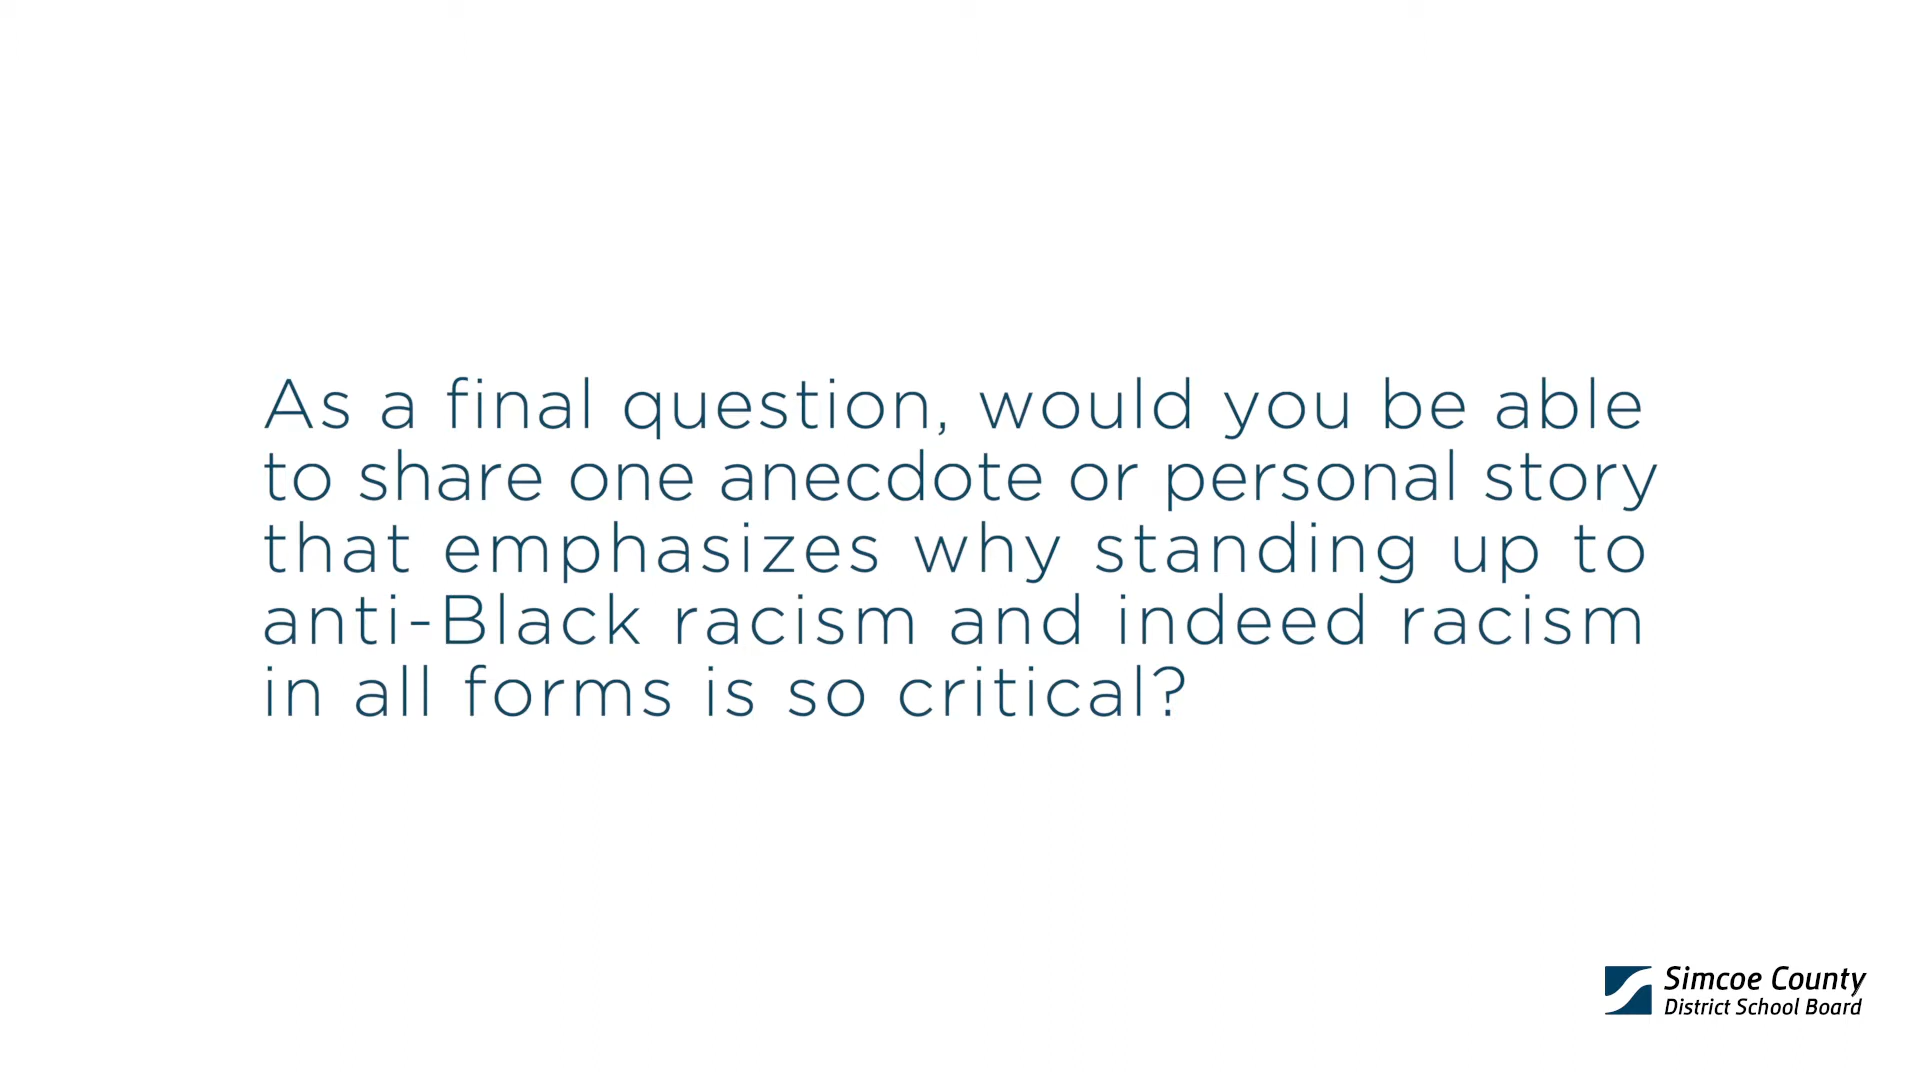 As a final question, would you be able
to share one anecdote or personal story
that emphasizes why standing up to
anti-Black racism and indeed racism
in all forms is so critical?
Simcoe County
District School Board